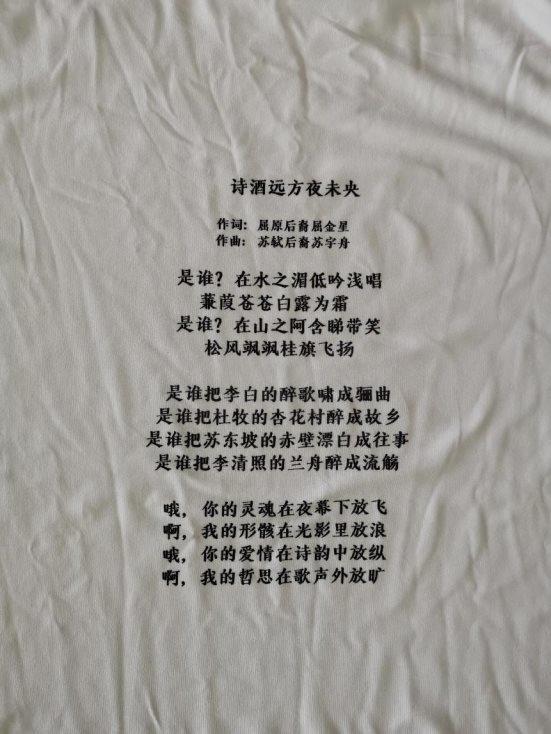 诗酒远方夜未央
作词：屈原后裔屈金星
作曲：苏轼后裔苏字舟
是谁？在水之湄低吟浅唱
蒹葭苍苍白露为霜
是谁？在山之阿含睇带笑
松风飒飒桂旗飞扬
是谁把李白的醉歌啸成骊曲
是谁把杜牧的杏花村醉成故乡
是谁把苏东坡的赤壁漂白成往事
是谁把李清照的兰舟醉成流觞
哦，你的灵魂在夜幕下放飞
啊，我的形骸在光影里放浪
哦，你的爱情在诗韵中放纵
啊，我的哲思在歌声外放旷